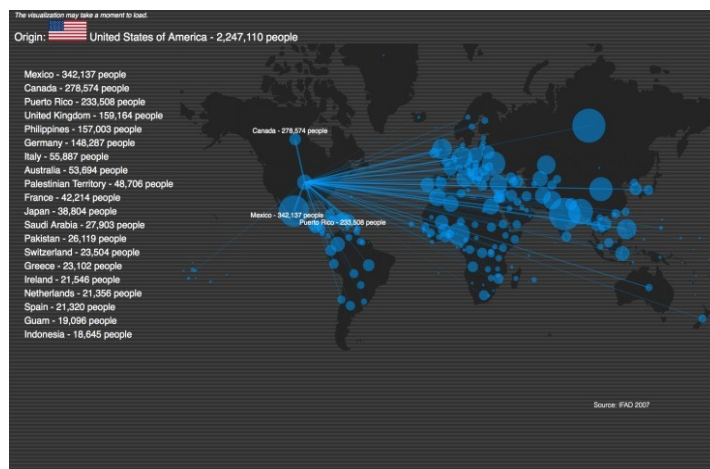 The visualization may take a moment to load.
Origin: United States of America - 2,247,110 people
Mexico - 342,137 people
Canada - 278,574 people
Puerto Rico - 233,508 people
United Kingdom - 159,164 people
Philippines - 157,003 people
Germany - 148,287 people
Italy - 55,887 people
Australia - 53,694 people
Palestinian Territory - 48,706 people
France - 42,214 people
Japan - 38,804 people
Saudi Arabia - 27,903 people
Pakistan - 26,119 people
Switzerland - 23,504 people
Greece - 23,102 people
Ireland - 21,546 people
Netherlands - 21,356 people
Spain - 21,320 people
Guam - 19,096 people
Indonesia - 18,645 people
Canada - 278,574 people
Mexico - 342,137 people
Puerto Rico - 233,508 people
Source: IFAD 2007